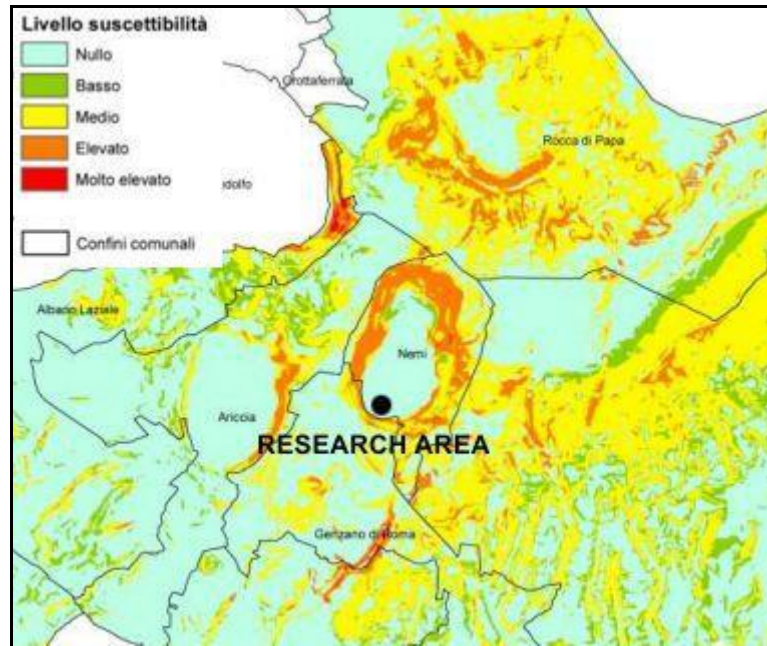 Livello suscettibilità
Nullo
Basso
Medio
Elevato
Molto elevato
Confini comunali
Grottaferrata
Rocca di Papa
dolfo
Albano Laziale
Nemi
Ariccia
RESEARCH AREA
Genzano di Roma